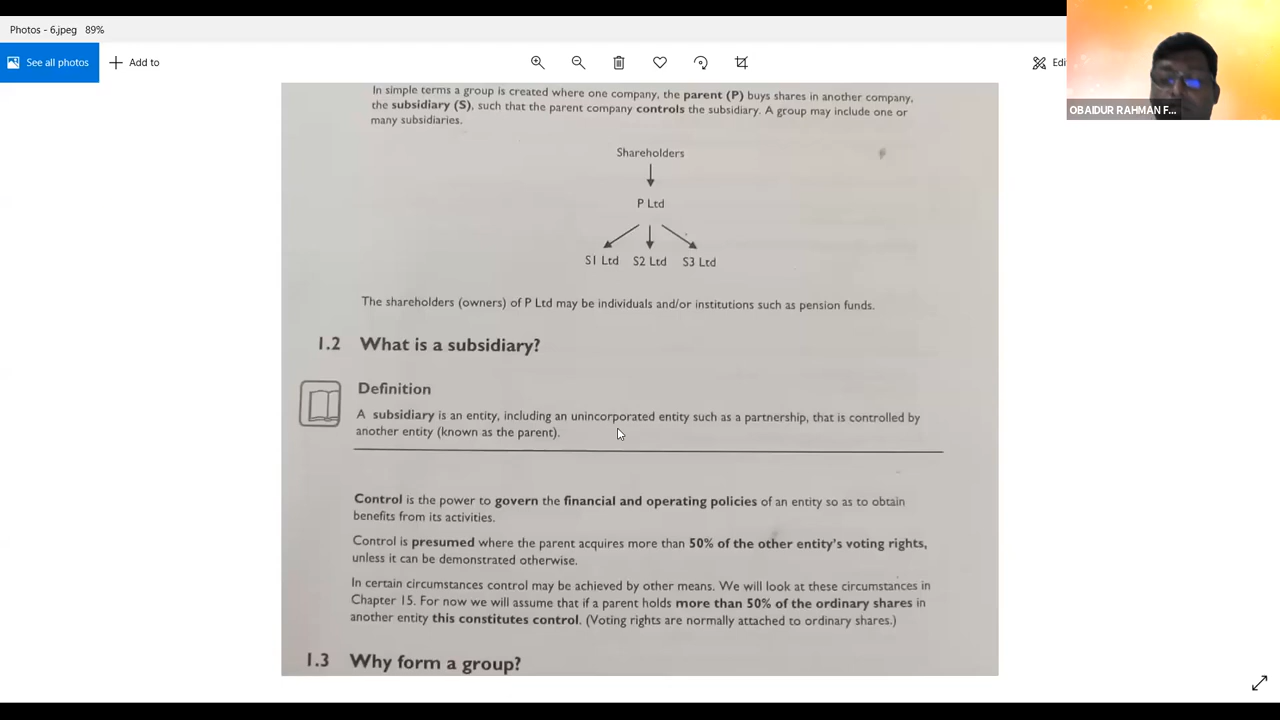 Photos - 6.jpeg 89%
See all photos
Add to
OBAIDUR RAHMAN F...
In simple terms a group is created where one company, the parent (P) buys shares in another company,
the subsidiary (S), such that the parent company controls the subsidiary. A group may include one or
many subsidiaries.
Shareholders
P Ltd
S1 Ltd S2 Ltd S3 Ltd
The shareholders (owners) of P Ltd may be individuals and/or institutions such as pension funds.
1.2 What is a subsidiary?
Definition
A subsidiary is an entity, including an unincorporated entity such as a partnership, that is controlled by
another entity (known as the parent).
Control is the power to govern the financial and operating policies of an entity so as to obtain
benefits from its activities.
Control is presumed where the parent acquires more than 50% of the other entity's voting rights,
unless it can be demonstrated otherwise.
In certain circumstances control may be achieved by other means. We will look at these circumstances in
Chapter 15. For now we will assume that if a parent holds more than 50% of the ordinary shares in
another entity this constitutes control. (Voting rights are normally attached to ordinary shares.)
1.3 Why form a group?